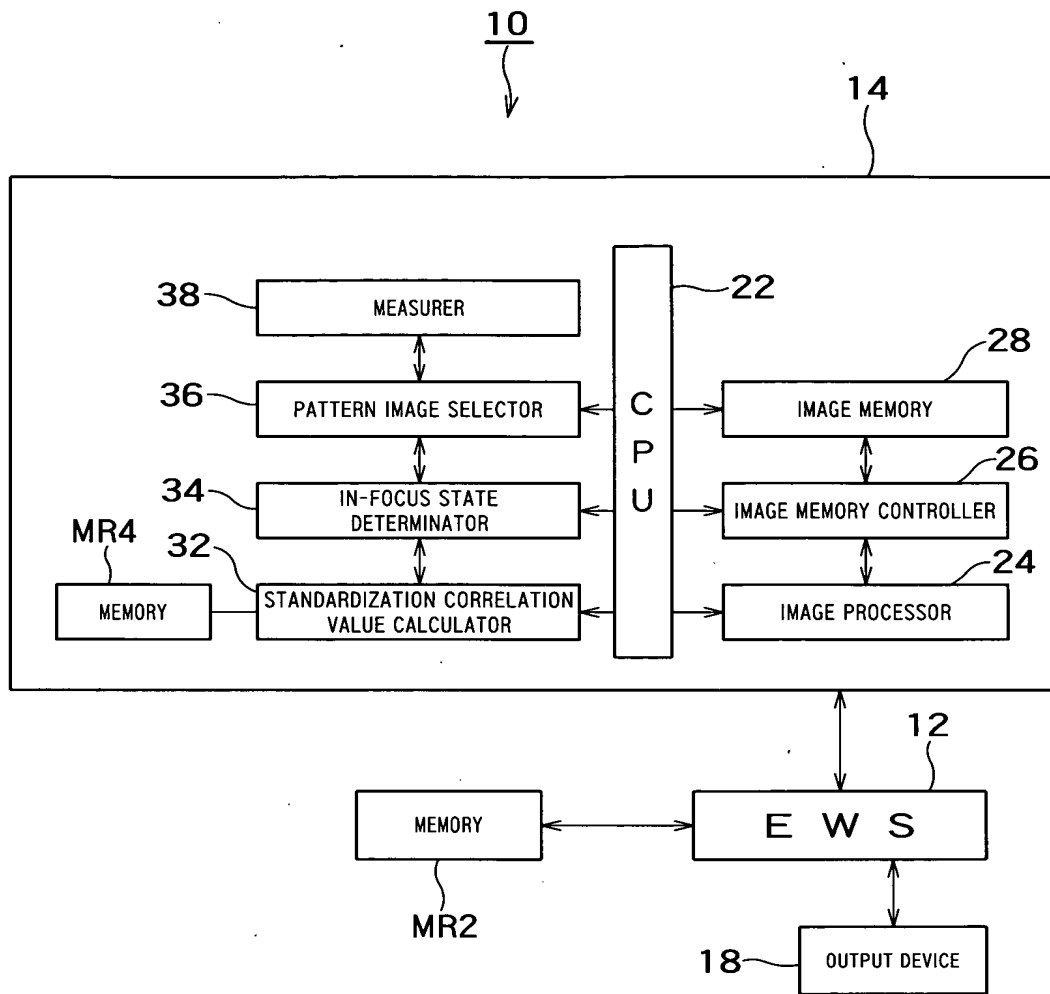 10
14
38
MEASURER
22
28
36
PATTERN IMAGE SELECTOR
C
P
U
IMAGE MEMORY
26
34
IN-FOCUS STATE
DETERMINATOR
IMAGE MEMORY CONTROLLER
MR4
32
24
MEMORY
STANDARDIZATION CORRELATION
VALUE CALCULATOR
IMAGE PROCESSOR
12
MEMORY
E W S
MR2
18
OUTPUT DEVICE